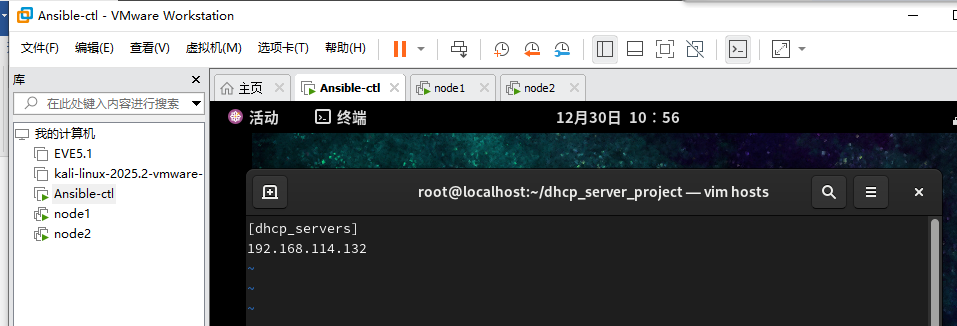 Ansible-ctl - VMware Workstation
文件(F) 编辑(E) 查看(V) 虚拟机(M) 选项卡(T) 帮助(H)
库
在此处键入内容进行搜索
我的计算机
EVE5.1
kali-linux-2025.2-vmware-
Ansible-ctl
node1
node2
主页 Ansible-ctl node1 node2
活动 终端 12月30日 10：56
root@localhost:~/dhcp_server_project — vim hosts
[dhcp_servers]
192.168.114.132
~
~
~